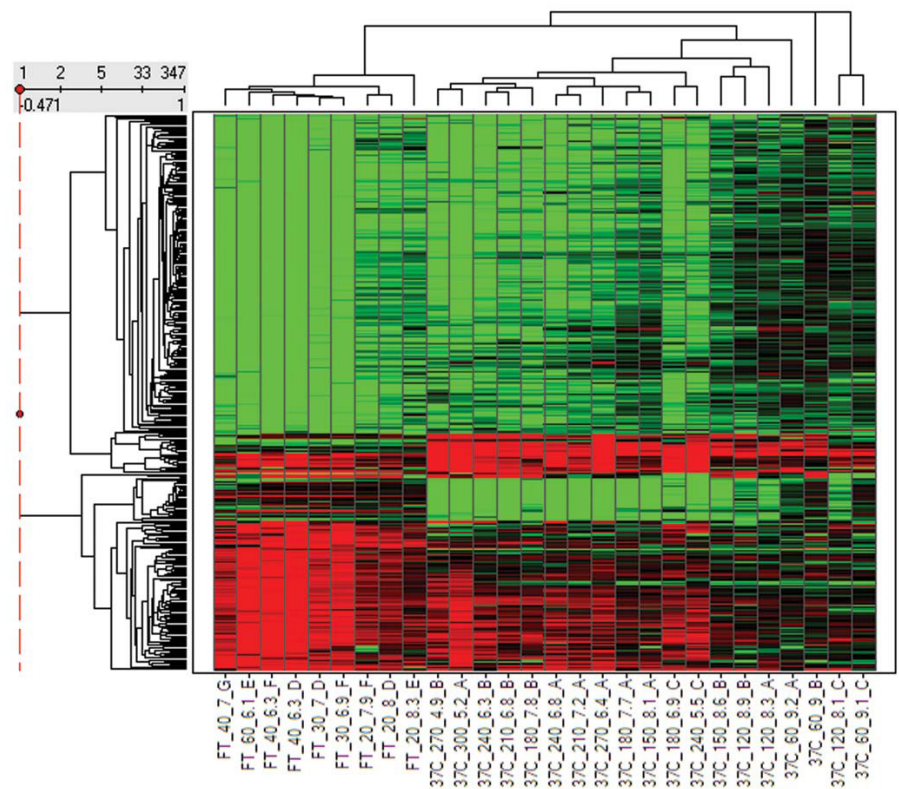 1 2 5 33 347
-0.471 1
FT_40_7_G
FT_60_6.1_E
FT_40_6.3_F
FT_40_6.3_D
FT_30_7_D
FT_30_6.9_F
FT_20_7.9_F
FT_20_8_D
FT_20_8.3_E
37C_270_4.9_B
37C_300_5.2_A
37C_240_6.3_B
37C_210_6.8_B
37C_180_7.8_B
37C_240_6.8_A
37C_210_7.2_A
37C_270_6.4_A
37C_180_7.7_A
37C_150_8.1_A
37C_180_6.9_C
37C_240_5.5_C
37C_150_8.6_B
37C_120_8.9_B
37C_120_8.3_A
37C_60_9.2_A
37C_60_9_B
37C_120_8.1_C
37C_60_9.1_C